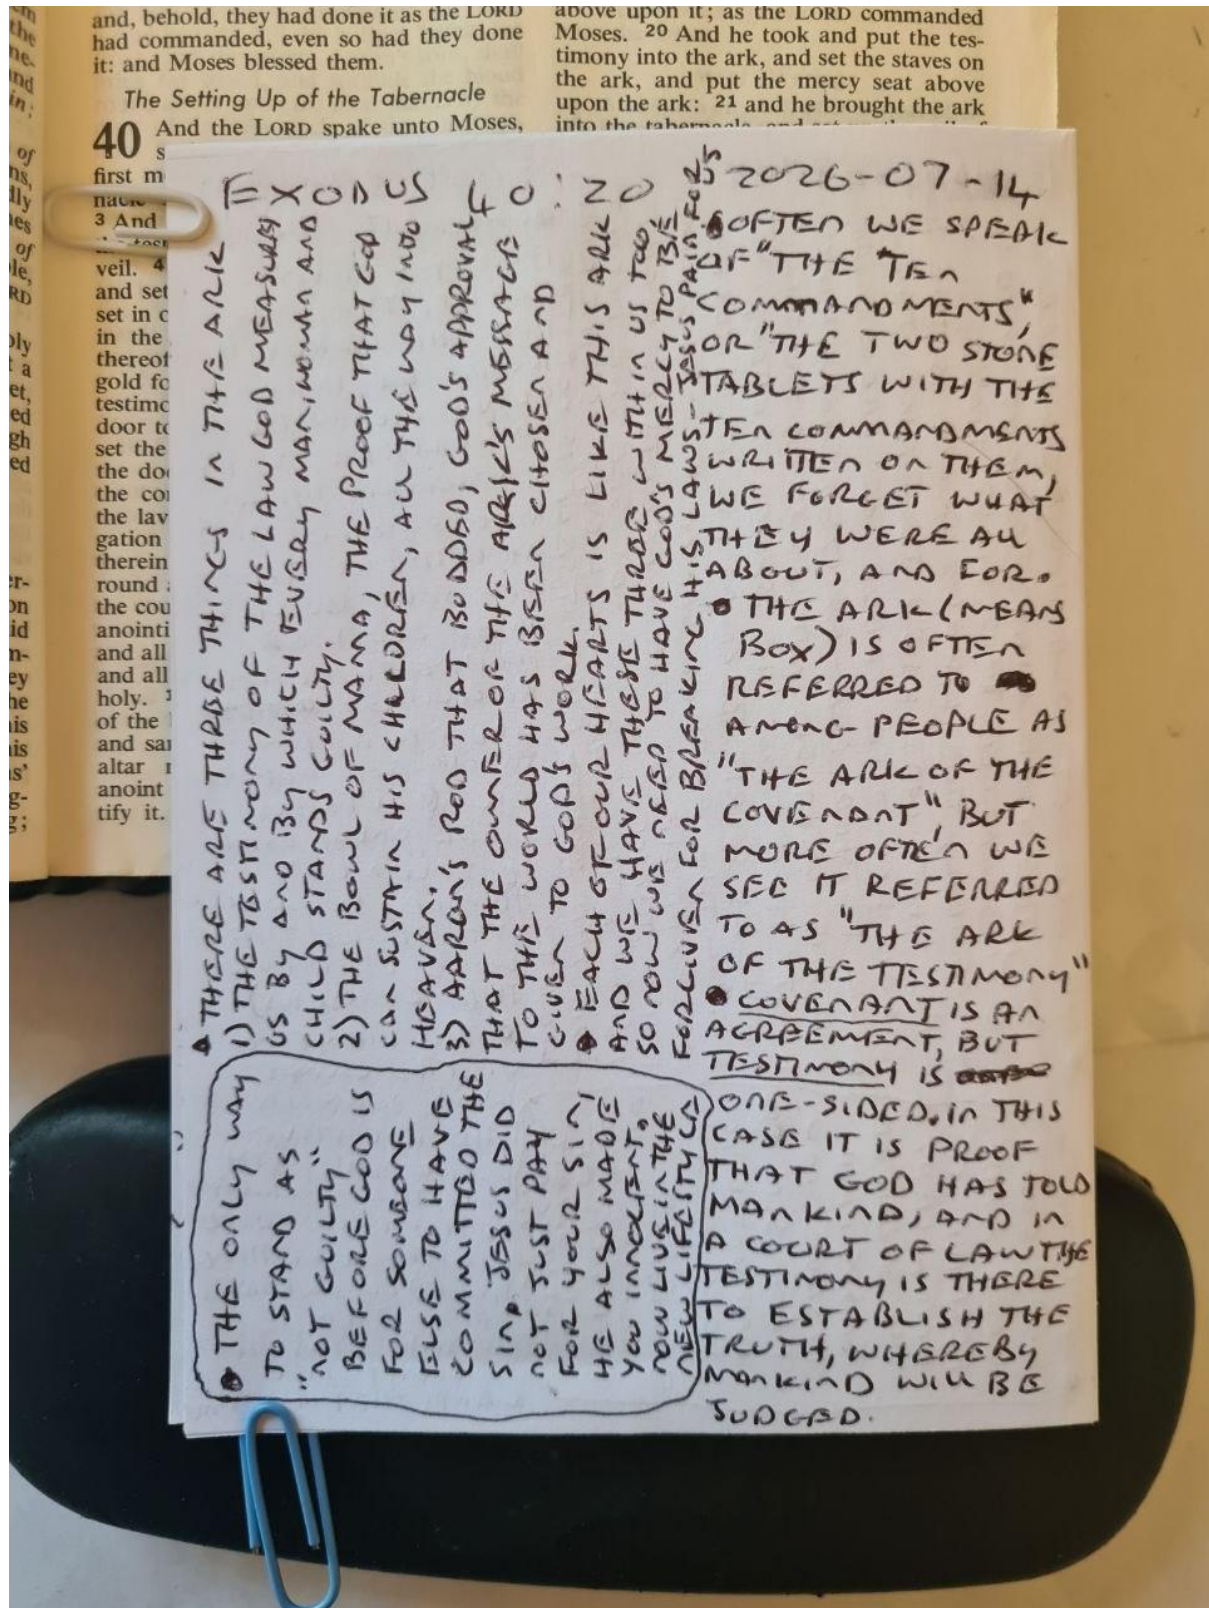 and, behold, they had done it as the LORD
had commanded, even so had they done
it: and Moses blessed them.
The Setting Up of the Tabernacle
40 And the LORD spake unto Moses,
first m
3 And
veil. 4
and set
set in c
in the
thereof
gold fo
testimo
door to
set the
the doo
the cou
the lav
gation
therein
round
the cou
anointi
and all
and all
holy.
of the
and sar
altar
anoint
tify it.
above upon it; as the LORD commanded
Moses. 20 And he took and put the tes-
timony into the ark, and set the staves on
the ark, and put the mercy seat above
upon the ark: 21 and he brought the ark
into the tabernacle, and
EXODUS 40:20 2026-07-14
• OFTEN WE SPEAK
OF "THE TEN
COMMANDMENTS",
OR "THE TWO STONE
TABLETS WITH THE
TEN COMMANDMENTS
WRITTEN ON THEM,
WE FORGET WHAT
THEY WERE ALL
ABOUT, AND FOR.
• THE ARK (MEANS
BOX) IS OFTEN
REFERRED TO
AMONG PEOPLE AS
"THE ARK OF THE
COVENANT", BUT
MORE OFTEN WE
SEE IT REFERRED
TO AS "THE ARK
OF THE TESTIMONY"
• COVENANT IS AN
AGREEMENT, BUT
TESTIMONY IS
ONE-SIDED. IN THIS
CASE IT IS PROOF
THAT GOD HAS TOLD
MANKIND, AND IN
A COURT OF LAW THE
TESTIMONY IS THERE
TO ESTABLISH THE
TRUTH, WHEREBY
MANKIND WILL BE
JUDGED.
• THERE ARE THREE THINGS IN THE ARK
1) THE TESTIMONY OF THE LAW GOD MEASURES
US BY AND BY WHICH EVERY MAN, WOMAN AND
CHILD STANDS GUILTY.
2) THE BOWL OF MANA, THE PROOF THAT GOD
CAN SUSTAIN HIS CHILDREN, ALL THE WAY INTO
HEAVEN.
3) AARON'S ROD THAT BUDDED, GOD'S APPROVAL
THAT THE OWNER OR THE ARK'S MESSAGE
TO THE WORLD HAS BEEN CHOSEN AND
GIVEN TO GOD'S WORK.
• EACH OF OUR HEARTS IS LIKE THIS ARK
AND WE HAVE THESE THREE WITHIN US TOO
SO NOW WE NEED TO HAVE GOD'S MERCY TO BE
FORGIVEN FOR BREAKING HIS LAWS - JESUS PAID FOR US
• THE ONLY WAY
TO STAND AS
"NOT GUILTY"
BEFORE GOD IS
FOR SOMEONE
ELSE TO HAVE
COMMITTED THE
SIN, JESUS DID
NOT JUST PAY
FOR YOUR SIN,
HE ALSO MADE
YOU INNOCENT.
NOW LIVE IN THE
NEW LIFESTYLE